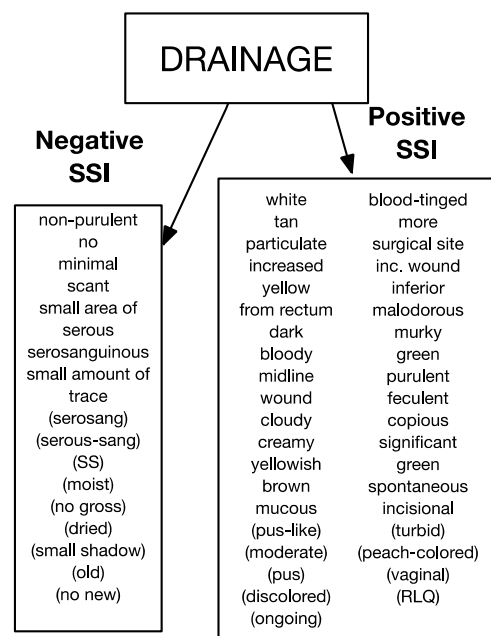 DRAINAGE
Negative
SSI
Positive
SSI
non-purulent
no
minimal
scant
small area of
serous
serosanguinous
small amount of
trace
(serosang)
(serous-sang)
(SS)
(moist)
(no gross)
(dried)
(small shadow)
(old)
(no new)
white
tan
particulate
increased
yellow
from rectum
dark
bloody
midline
wound
cloudy
creamy
yellowish
brown
mucous
(pus-like)
(moderate)
(pus)
(discolored)
(ongoing)
blood-tinged
more
surgical site
inc. wound
inferior
malodorous
murky
green
purulent
feculent
copious
significant
green
spontaneous
incisional
(turbid)
(peach-colored)
(vaginal)
(RLQ)